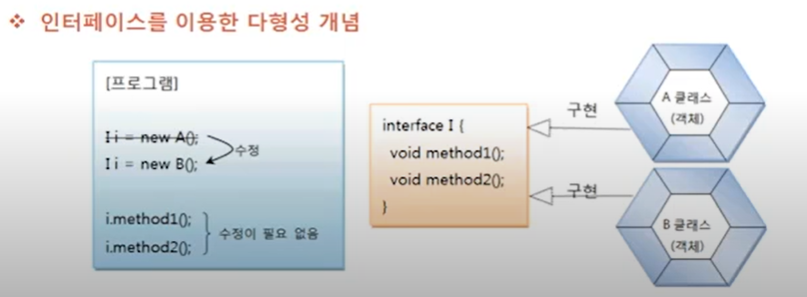 ❖ 인터페이스를 이용한 다형성 개념
[프로그램]
I i = new A();
I i = new B();
수정
i.method1();
i.method2();
수정이 필요 없음
interface I {
void method1();
void method2();
}
구현
구현
A 클래스
(객체)
B 클래스
(객체)